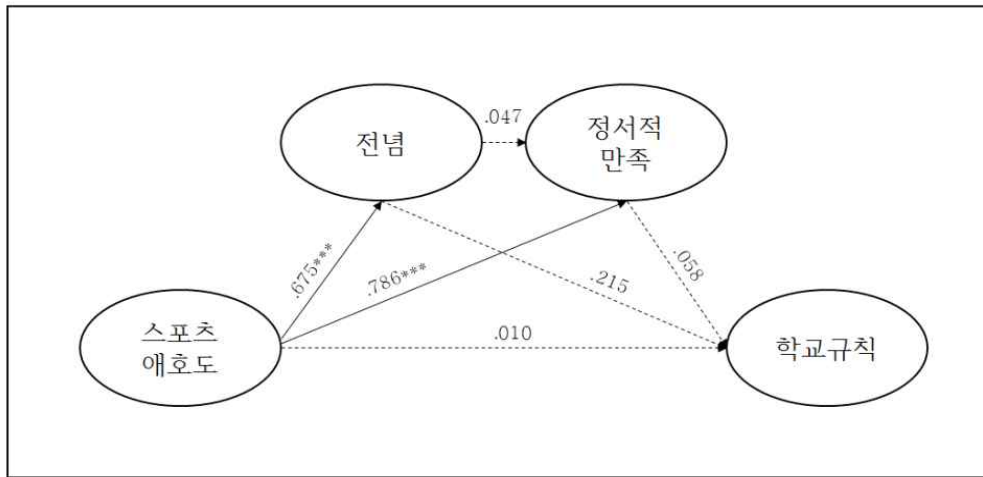 .047
전념
정서적
만족
.675***
.786***
.215
.058
.010
스포츠
애호도
학교규칙